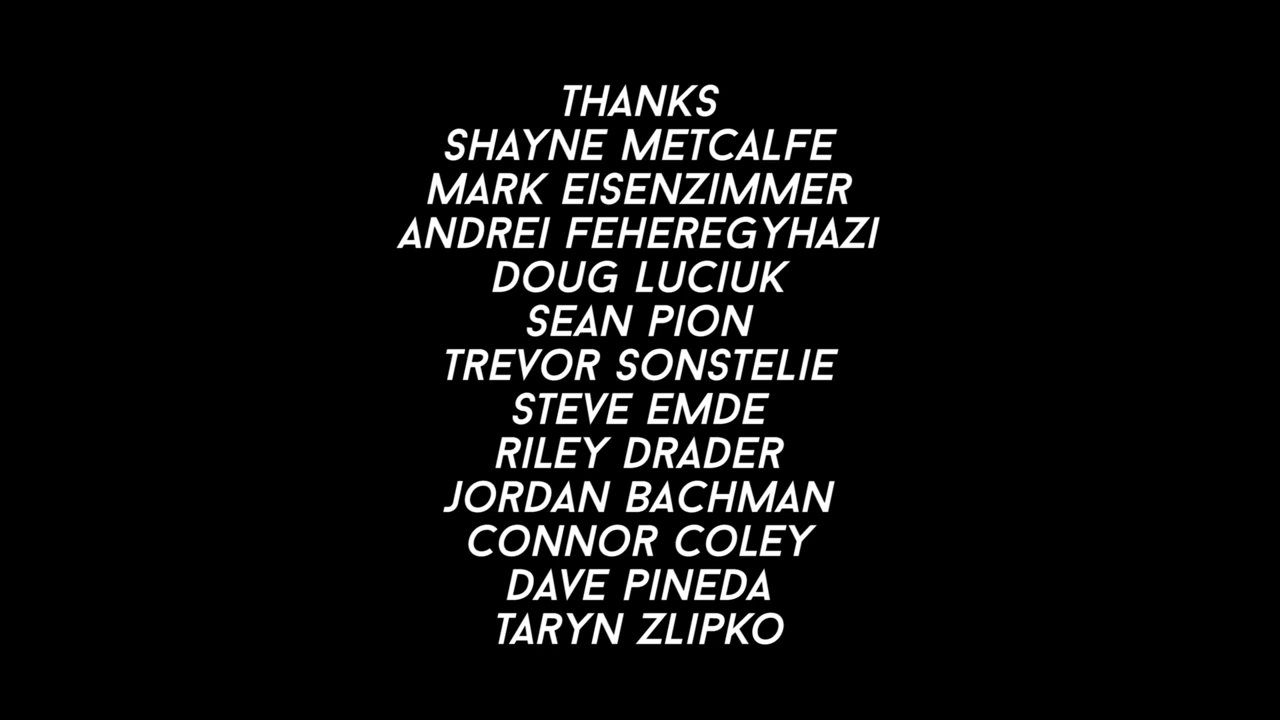 THANKS
SHAYNE METCALFE
MARK EISENZIMMER
ANDREI FEHEREGYHAZI
DOUG LUCIUK
SEAN PION
TREVOR SONSTELIE
STEVE EMDE
RILEY DRADER
JORDAN BACHMAN
CONNOR COLEY
DAVE PINEDA
TARYN ZLIPKO